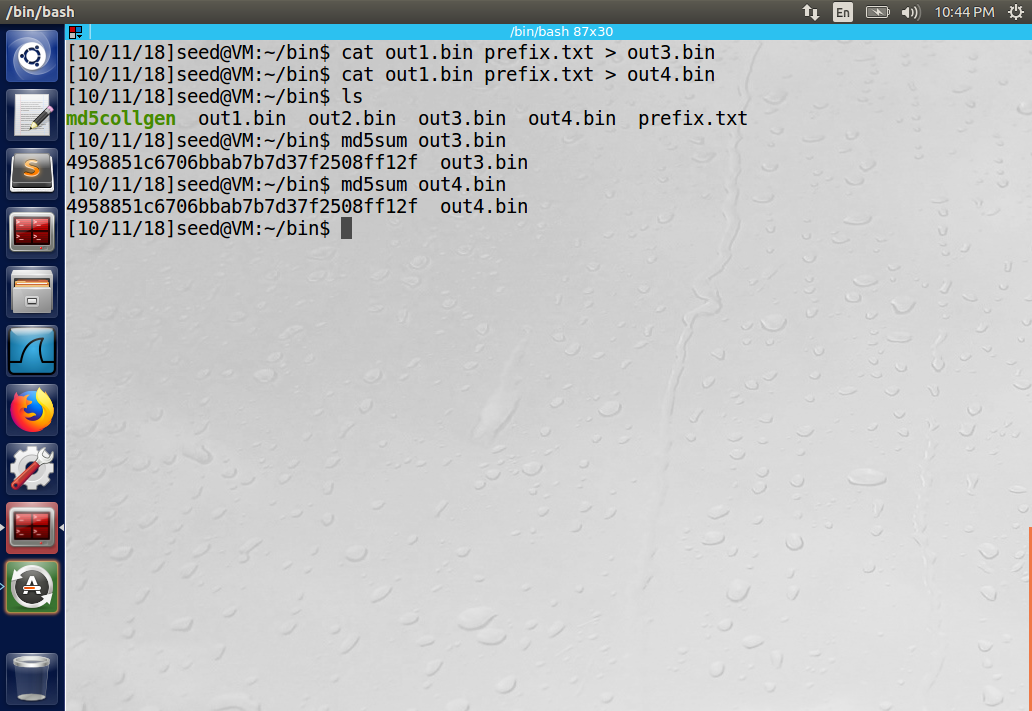 /bin/bash
En
10:44 PM
/bin/bash 87x30
[10/11/18]seed@VM:~/bin$ cat out1.bin prefix.txt > out3.bin
[10/11/18]seed@VM:~/bin$ cat out1.bin prefix.txt > out4.bin
[10/11/18]seed@VM:~/bin$ ls
md5collgen  out1.bin  out2.bin  out3.bin  out4.bin  prefix.txt
[10/11/18]seed@VM:~/bin$ md5sum out3.bin
4958851c6706bbab7b7d37f2508ff12f  out3.bin
[10/11/18]seed@VM:~/bin$ md5sum out4.bin
4958851c6706bbab7b7d37f2508ff12f  out4.bin
[10/11/18]seed@VM:~/bin$